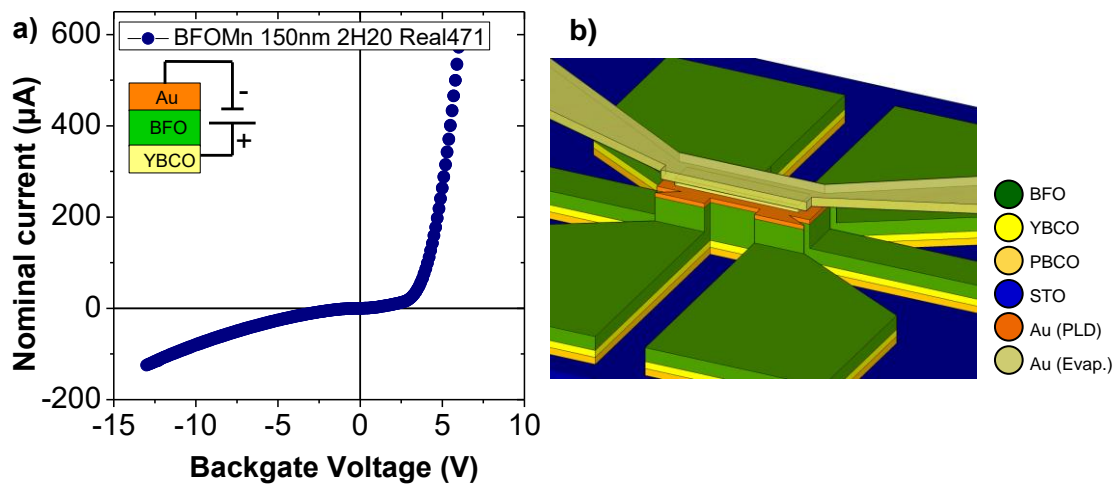 a)
BFOMn 150nm 2H20 Real471
Nominal current (µA)
600
400
200
0
-200
Au
BFO
YBCO
-
+
-15
-10
-5
0
5
10
Backgate Voltage (V)
b)
BFO
YBCO
PBCO
STO
Au (PLD)
Au (Evap.)